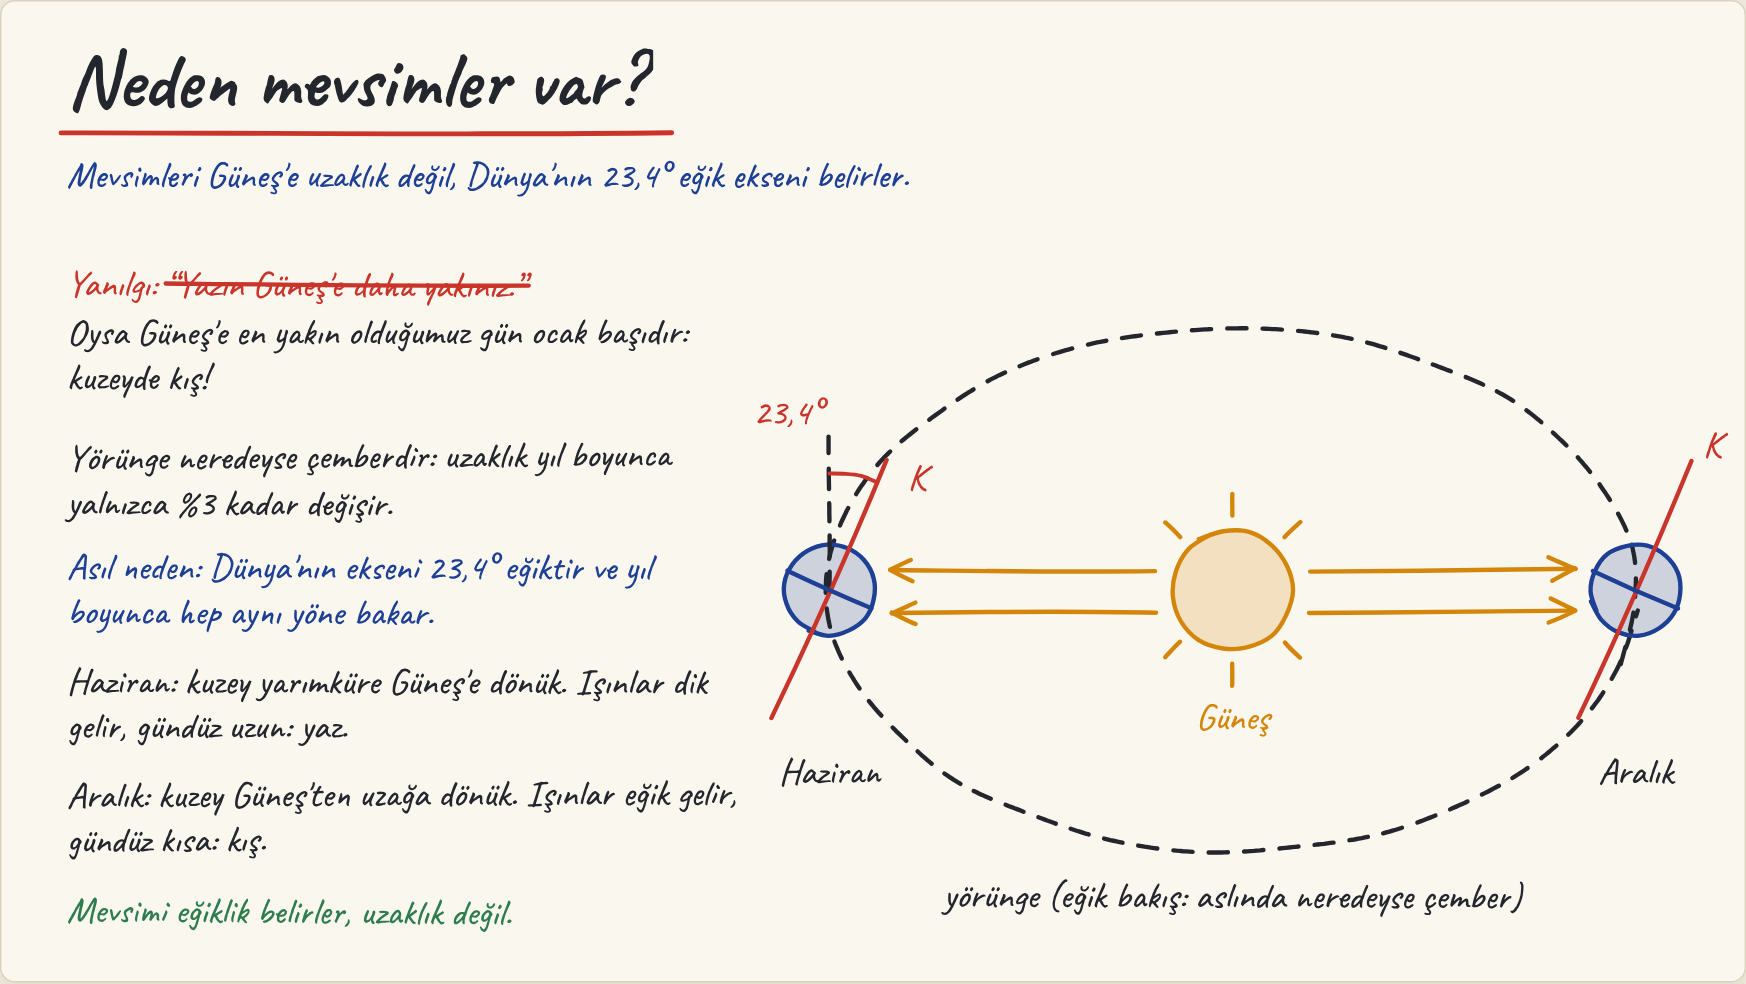 Neden mevsimler var?
Mevsimleri Güneş'e uzaklık değil, Dünya'nın 23,4° eğik ekseni belirler.
Yanılgı: “Yazın Güneş'e daha yakınız.”
Oysa Güneş'e en yakın olduğumuz gün ocak başıdır:
kuzeyde kış!
Yörünge neredeyse çemberdir: uzaklık yıl boyunca
yalnızca %3 kadar değişir.
Asıl neden: Dünya'nın ekseni 23,4° eğiktir ve yıl
boyunca hep aynı yöne bakar.
Haziran: kuzey yarımküre Güneş'e dönük. Işınlar dik
gelir, gündüz uzun: yaz.
Aralık: kuzey Güneş'ten uzağa dönük. Işınlar eğik gelir,
gündüz kısa: kış.
Mevsimi eğiklik belirler, uzaklık değil.
23,4°
K
K
Güneş
Haziran
Aralık
yörünge (eğik bakış: aslında neredeyse çember)